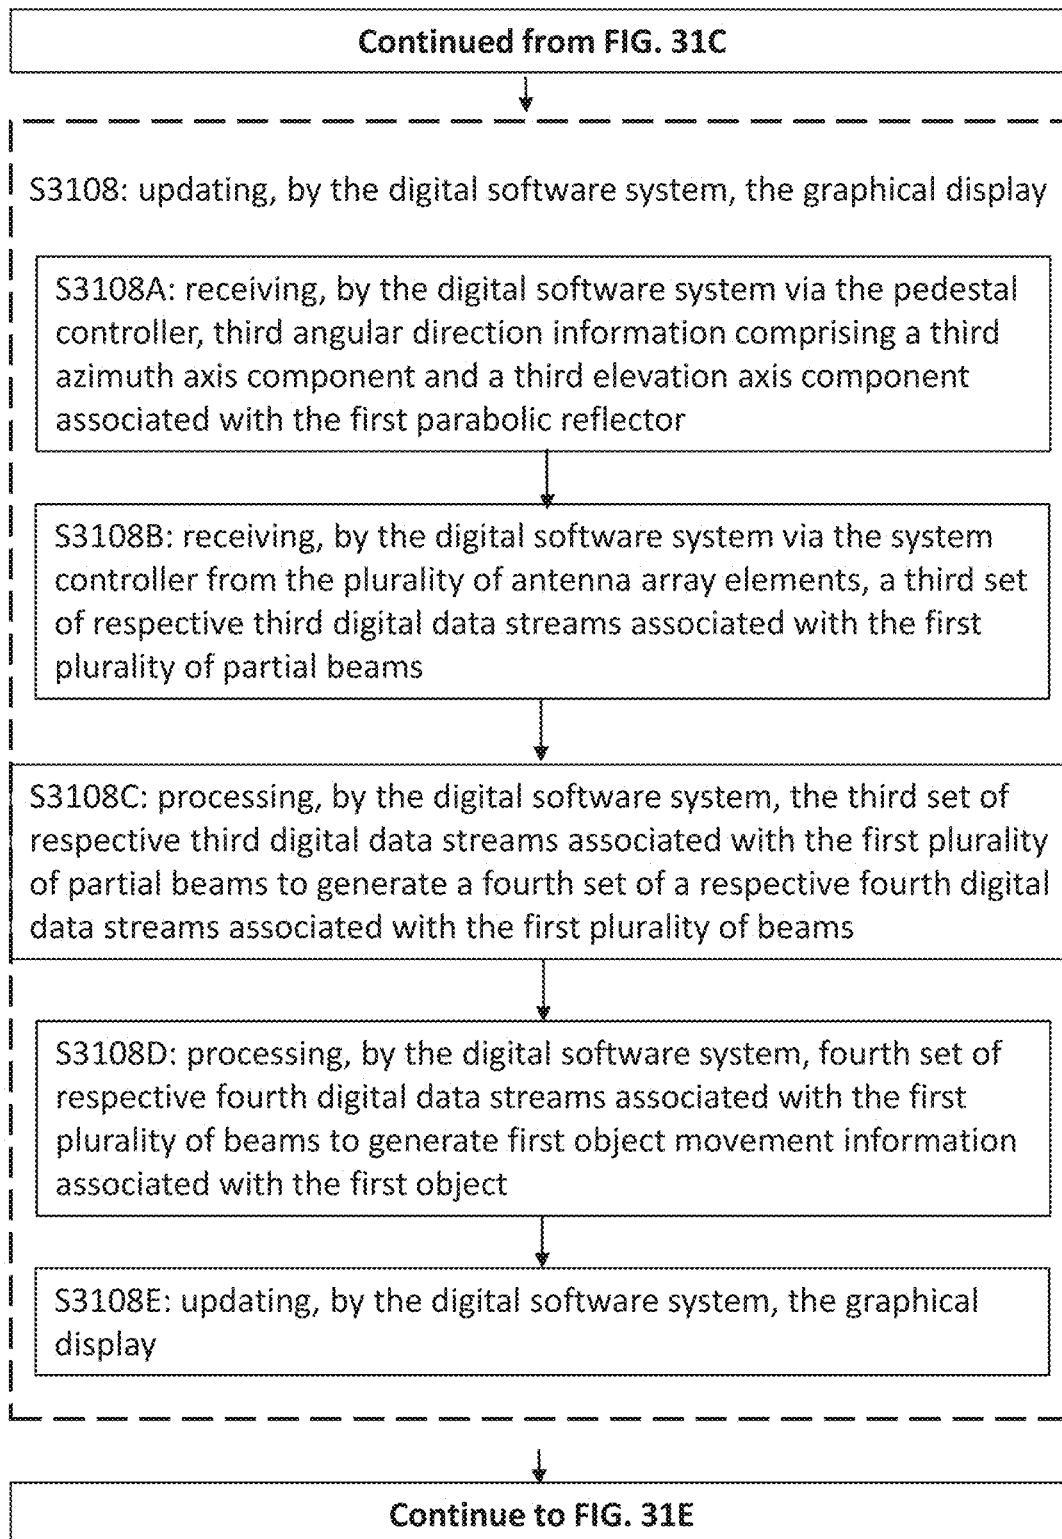 Continued from FIG. 31C
S3108: updating, by the digital software system, the graphical display
S3108A: receiving, by the digital software system via the pedestal
controller, third angular direction information comprising a third
azimuth axis component and a third elevation axis component
associated with the first parabolic reflector
S3108B: receiving, by the digital software system via the system
controller from the plurality of antenna array elements, a third set
of respective third digital data streams associated with the first
plurality of partial beams
S3108C: processing, by the digital software system, the third set of
respective third digital data streams associated with the first plurality
of partial beams to generate a fourth set of a respective fourth digital
data streams associated with the first plurality of beams
S3108D: processing, by the digital software system, fourth set of
respective fourth digital data streams associated with the first
plurality of beams to generate first object movement information
associated with the first object
S3108E: updating, by the digital software system, the graphical
display
Continue to FIG. 31E